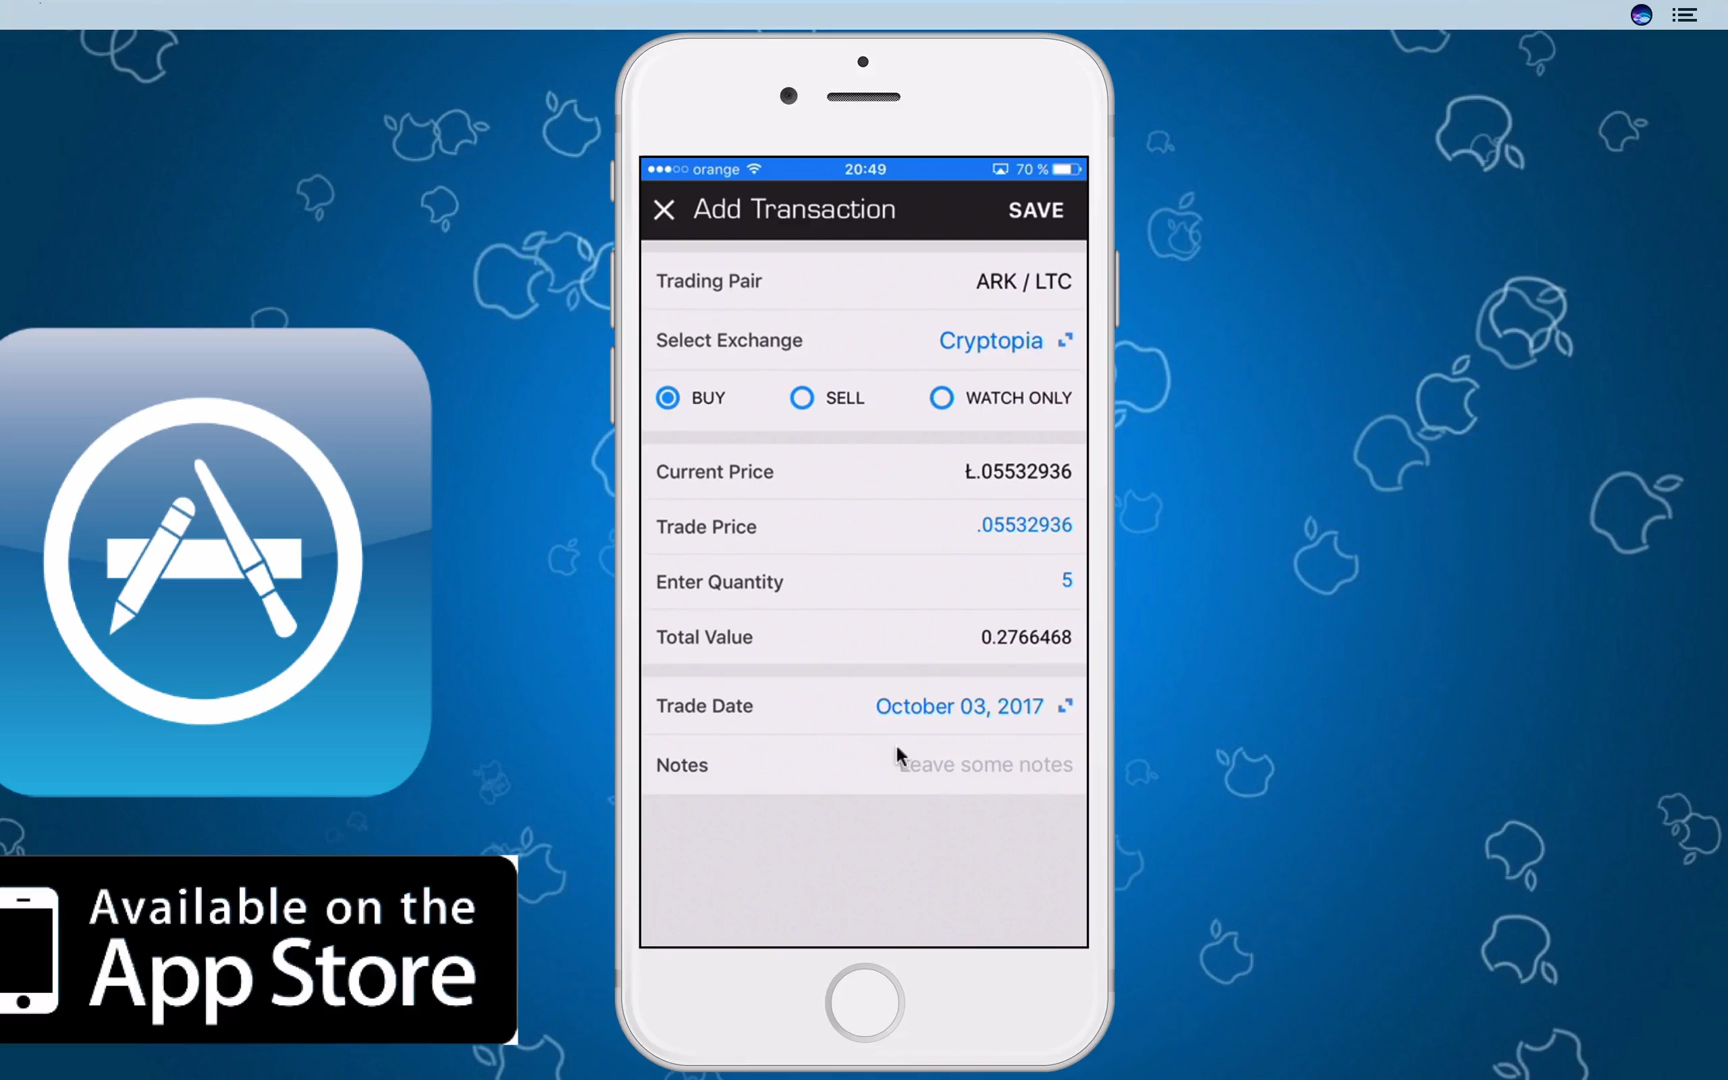 orange 20:49 70 %
Add Transaction SAVE
Trading Pair ARK / LTC
Select Exchange Cryptopia
BUY SELL WATCH ONLY
Current Price Ł.05532936
Trade Price .05532936
Enter Quantity 5
Total Value 0.2766468
Trade Date October 03, 2017
Notes Leave some notes
Available on the
App Store